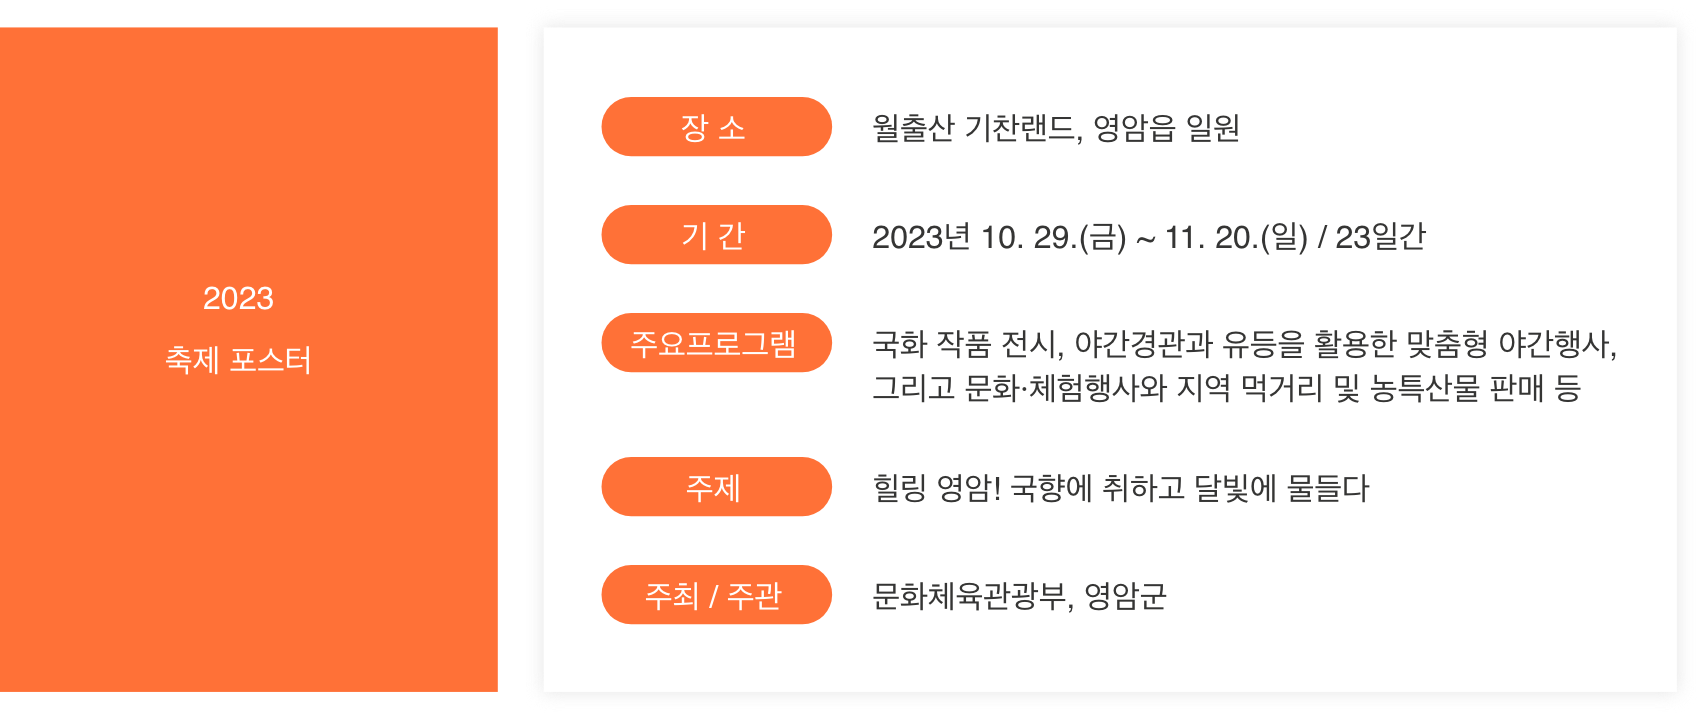 2023
축제 포스터
장 소
월출산 기찬랜드, 영암읍 일원
기 간
2023년 10. 29.(금) ~ 11. 20.(일) / 23일간
주요프로그램
국화 작품 전시, 야간경관과 유등을 활용한 맞춤형 야간행사,
그리고 문화·체험행사와 지역 먹거리 및 농특산물 판매 등
주제
힐링 영암! 국향에 취하고 달빛에 물들다
주최 / 주관
문화체육관광부, 영암군